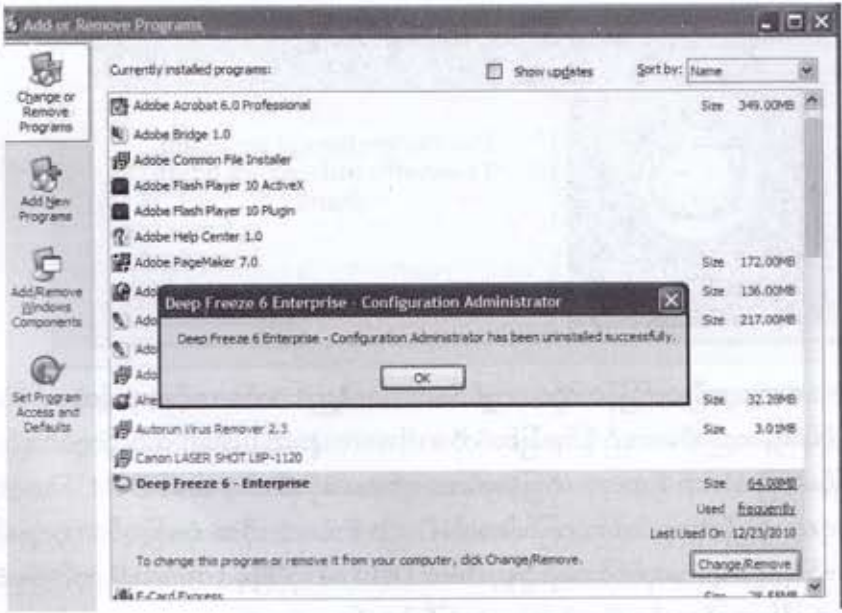 Add or Remove Programs
Change or
Remove
Programs
Add New
Programs
Add/Remove
Windows
Components
Set Program
Access and
Defaults
Currently installed programs:
Show updates
Sort by: Name
Adobe Acrobat 6.0 Professional Size 349.00MB
Adobe Bridge 1.0
Adobe Common File Installer
Adobe Flash Player 10 ActiveX
Adobe Flash Player 10 Plugin
Adobe Help Center 1.0
Adobe PageMaker 7.0 Size 172.00MB
Ado Size 136.00MB
Ado Size 217.00MB
Ado
Ado
Ahe Size 32.28MB
Autorun Virus Remover 2.3 Size 3.01MB
Canon LASER SHOT LBP-1120
Deep Freeze 6 - Enterprise Size
Used frequently
Last Used On 12/23/2010
To change this program or remove it from your computer, click Change/Remove.
Change/Remove
E-Card Express Size
Deep Freeze 6 Enterprise - Configuration Administrator
Deep Freeze 6 Enterprise - Configuration Administrator has been uninstalled successfully.
OK